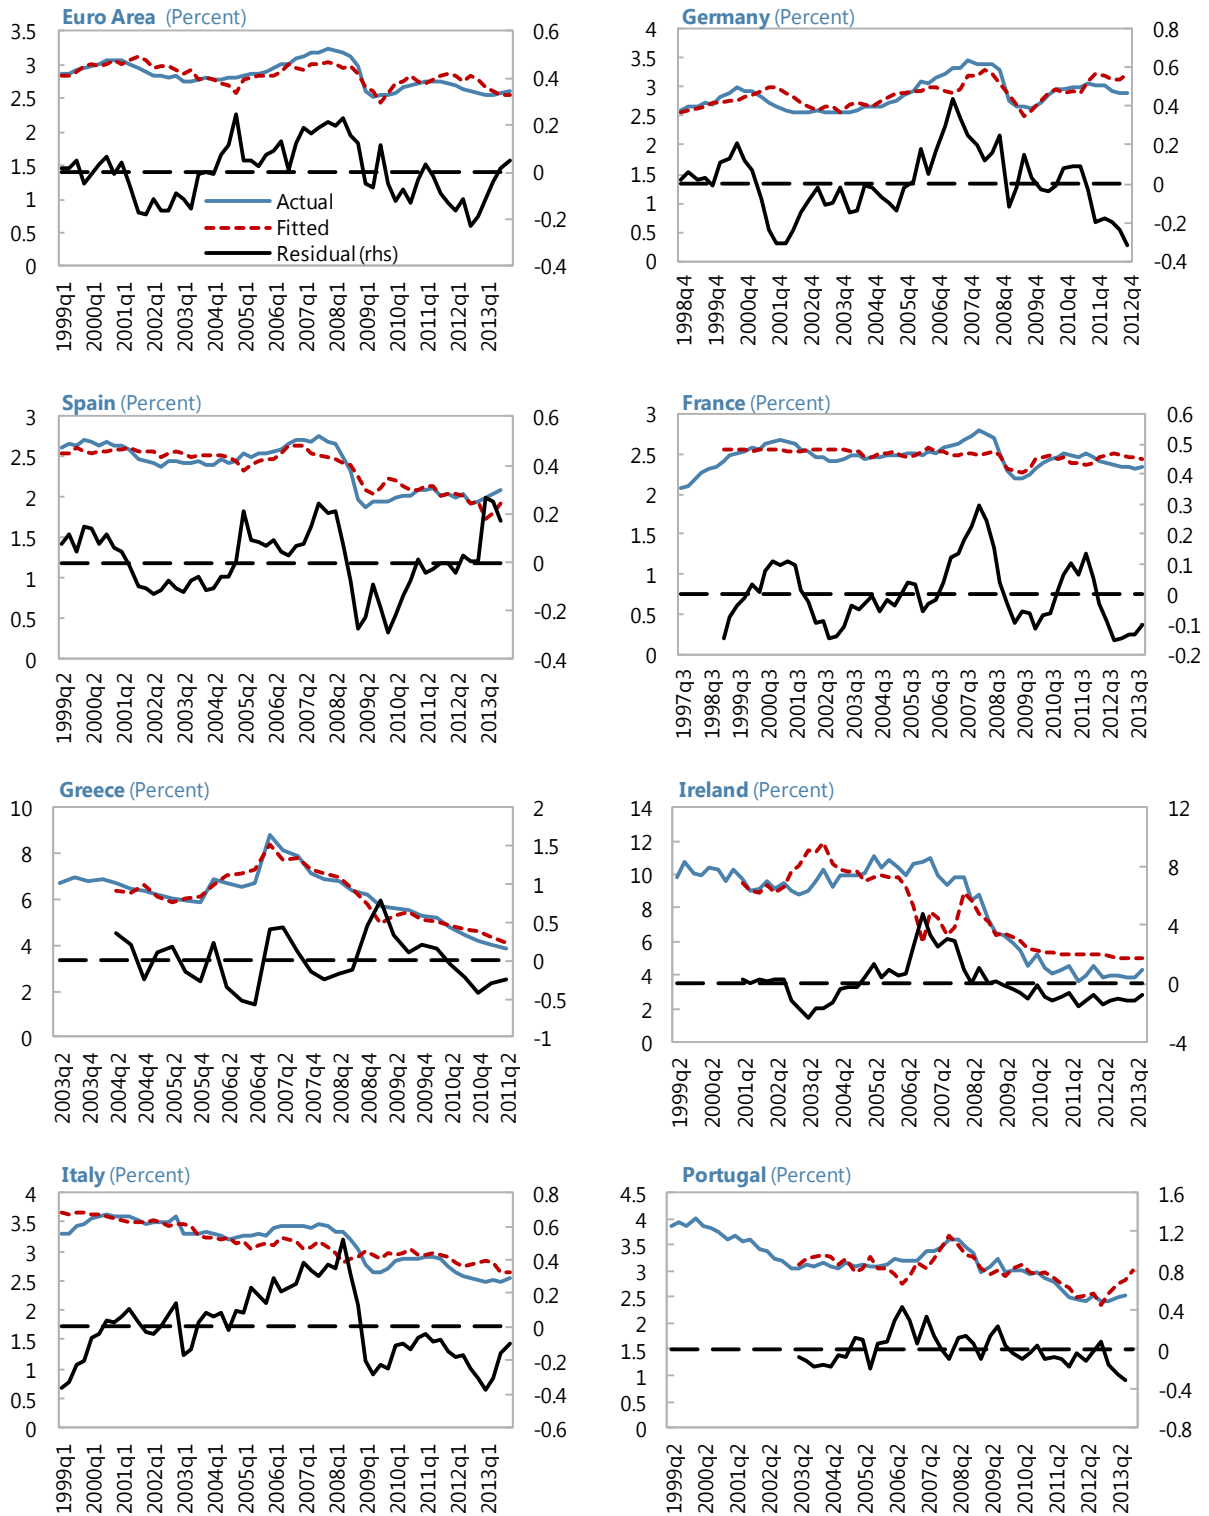 Euro Area (Percent)
3.5
3
2.5
2
1.5
1
0.5
0
0.6
0.4
0.2
0
-0.2
-0.4
Actual
Fitted
Residual (rhs)
1999q1
2000q1
2001q1
2002q1
2003q1
2004q1
2005q1
2006q1
2007q1
2008q1
2009q1
2010q1
2011q1
2012q1
2013q1
Germany (Percent)
4
3.5
3
2.5
2
1.5
1
0.5
0
0.8
0.6
0.4
0.2
0
-0.2
-0.4
1998q4
1999q4
2000q4
2001q4
2002q4
2003q4
2004q4
2005q4
2006q4
2007q4
2008q4
2009q4
2010q4
2011q4
2012q4
Spain (Percent)
3
2.5
2
1.5
1
0.5
0
0.6
0.4
0.2
0
-0.2
-0.4
1999q2
2000q2
2001q2
2002q2
2003q2
2004q2
2005q2
2006q2
2007q2
2008q2
2009q2
2010q2
2011q2
2012q2
2013q2
France (Percent)
3
2.5
2
1.5
1
0.5
0
0.6
0.5
0.4
0.3
0.2
0.1
0
-0.1
-0.2
1997q3
1998q3
1999q3
2000q3
2001q3
2002q3
2003q3
2004q3
2005q3
2006q3
2007q3
2008q3
2009q3
2010q3
2011q3
2012q3
2013q3
Greece (Percent)
10
8
6
4
2
0
2
1.5
1
0.5
0
-0.5
-1
2003q2
2003q4
2004q2
2004q4
2005q2
2005q4
2006q2
2006q4
2007q2
2007q4
2008q2
2008q4
2009q2
2009q4
2010q2
2010q4
2011q2
Ireland (Percent)
14
12
10
8
6
4
2
0
12
8
4
0
-4
1999q2
2000q2
2001q2
2002q2
2003q2
2004q2
2005q2
2006q2
2007q2
2008q2
2009q2
2010q2
2011q2
2012q2
2013q2
Italy (Percent)
4
3.5
3
2.5
2
1.5
1
0.5
0
0.8
0.6
0.4
0.2
0
-0.2
-0.4
-0.6
1999q1
2000q1
2001q1
2002q1
2003q1
2004q1
2005q1
2006q1
2007q1
2008q1
2009q1
2010q1
2011q1
2012q1
2013q1
Portugal (Percent)
4.5
4
3.5
3
2.5
2
1.5
1
0.5
0
1.6
1.2
0.8
0.4
0
-0.4
-0.8
1999q2
2000q2
2001q2
2002q2
2003q2
2004q2
2005q2
2006q2
2007q2
2008q2
2009q2
2010q2
2011q2
2012q2
2013q2